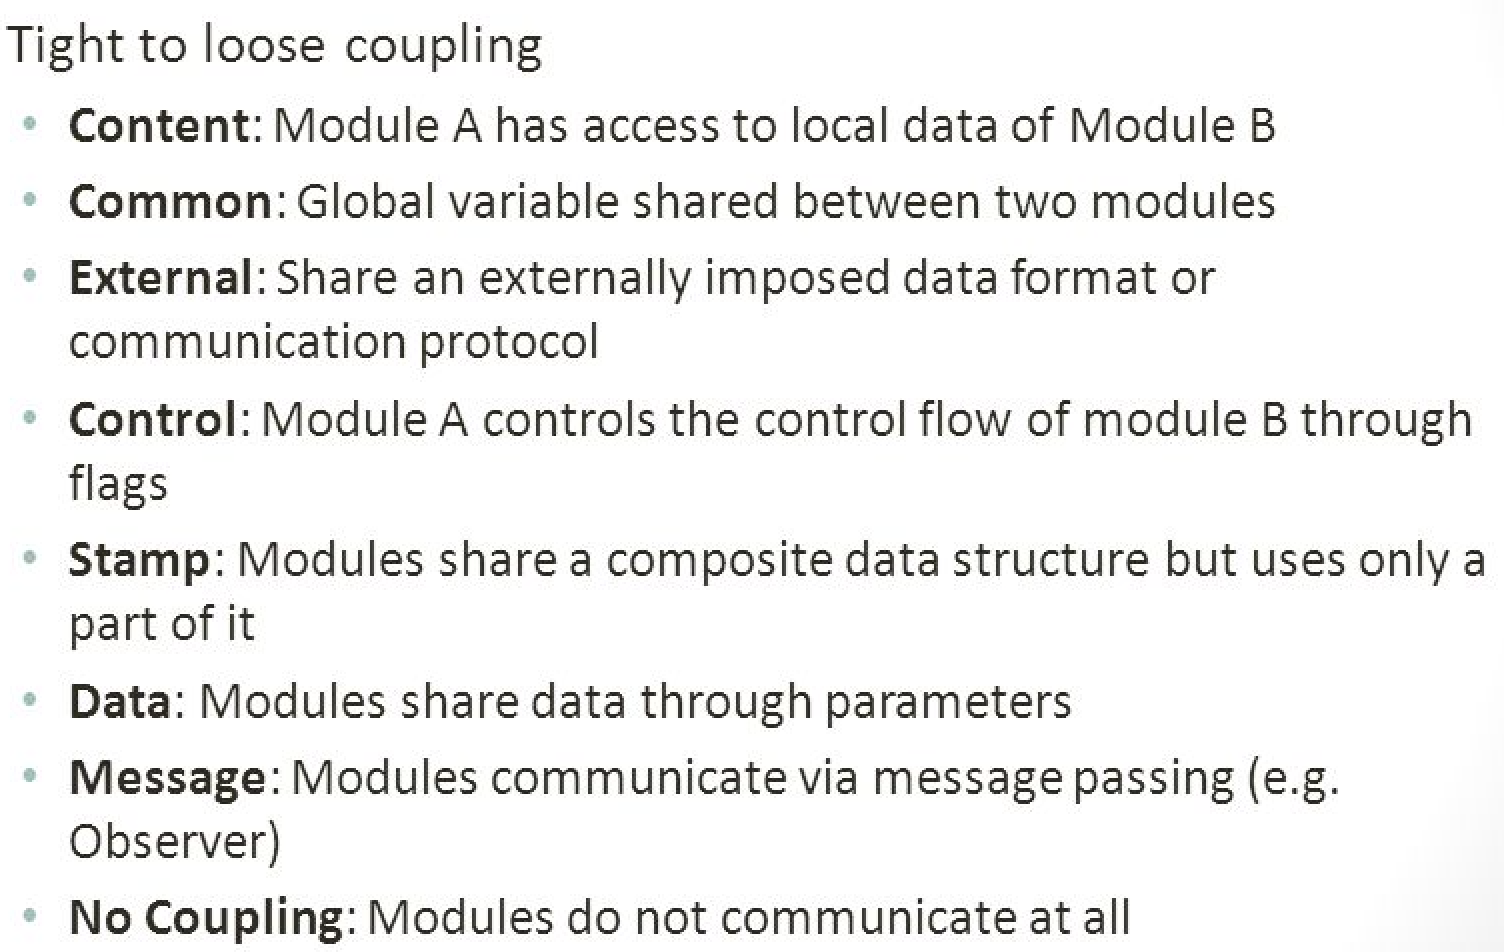 Tight to loose coupling
• Content: Module A has access to local data of Module B
• Common: Global variable shared between two modules
• External: Share an externally imposed data format or
communication protocol
• Control: Module A controls the control flow of module B through
flags
• Stamp: Modules share a composite data structure but uses only a
part of it
• Data: Modules share data through parameters
• Message: Modules communicate via message passing (e.g.
Observer)
• No Coupling: Modules do not communicate at all